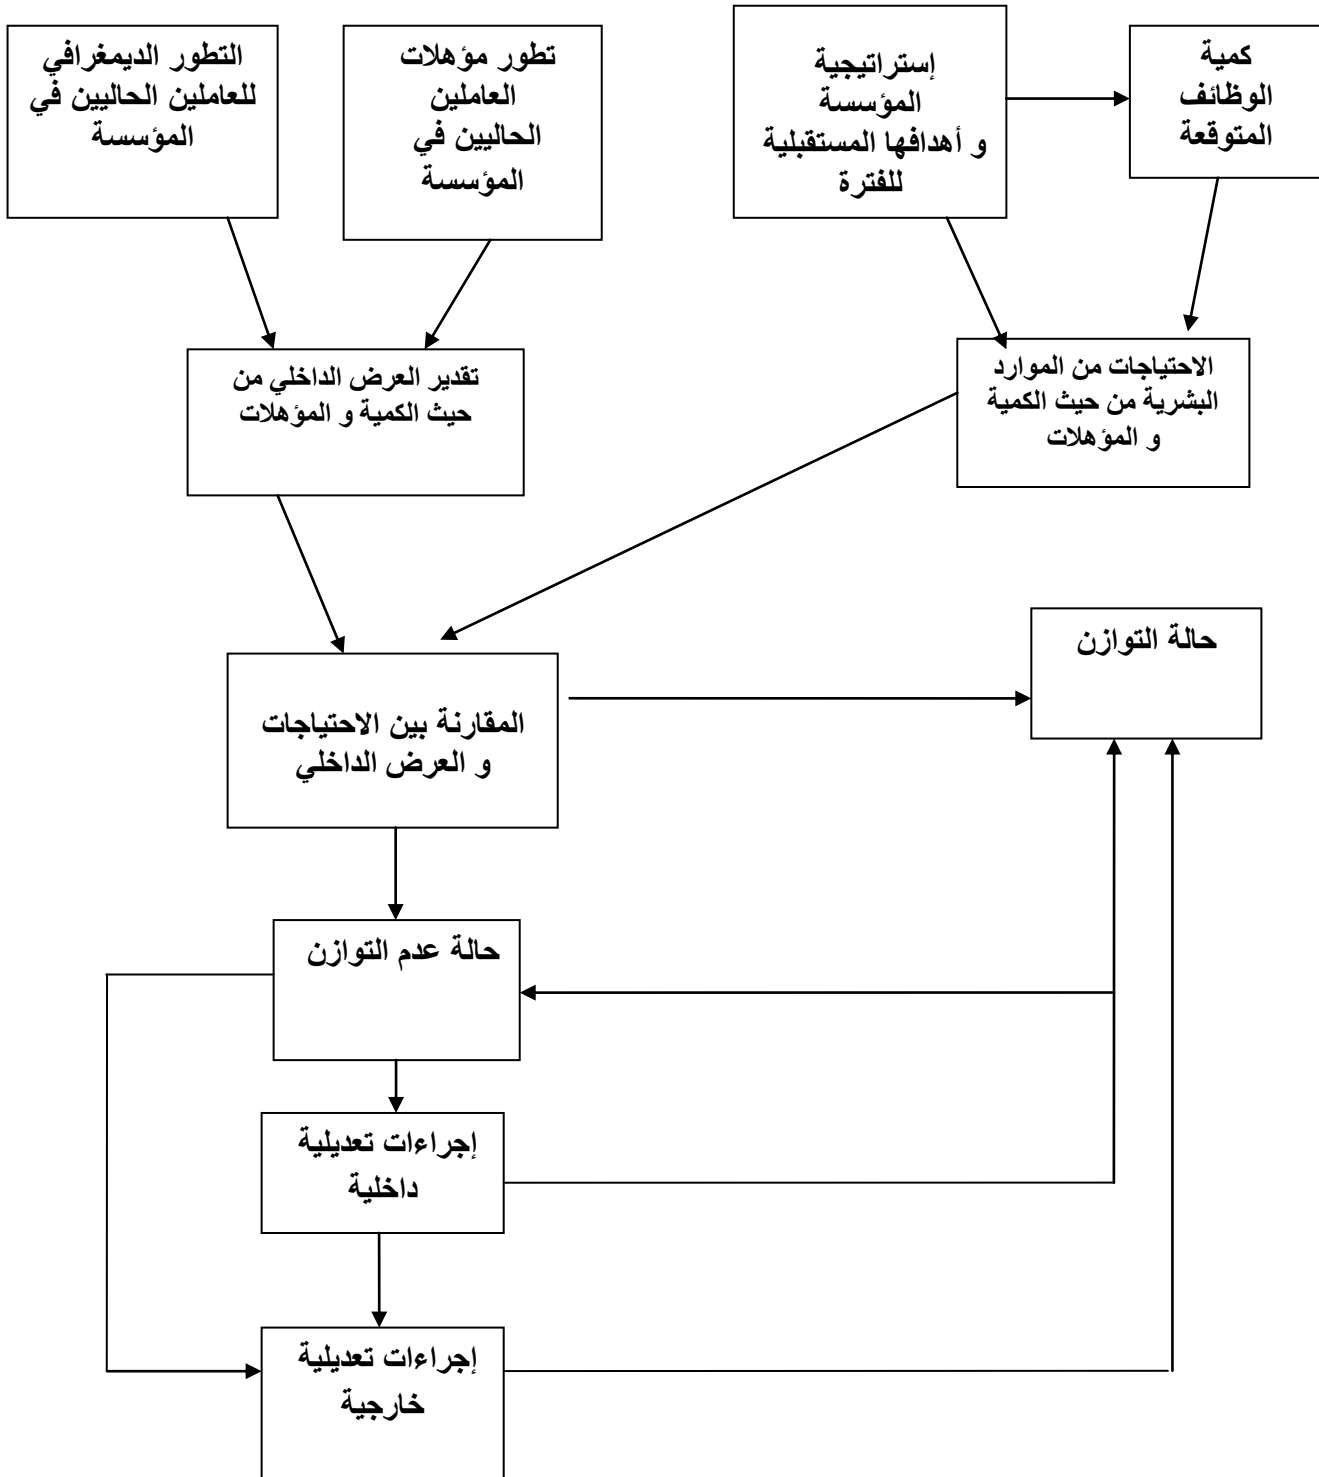 إستراتيجية
المؤسسة
و أهدافها المستقبلية
للفترة
كمية
الوظائف
المتوقعة
تطور مؤهلات
العاملين
الحاليين في
المؤسسة
التطور الديمغرافي
للعاملين الحاليين في
المؤسسة
الاحتياجات من الموارد
البشرية من حيث الكمية
و المؤهلات
تقدير العرض الداخلي من
حيث الكمية و المؤهلات
حالة التوازن
المقارنة بين الاحتياجات
و العرض الداخلي
حالة عدم التوازن
إجراءات تعديلية
داخلية
إجراءات تعديلية
خارجية